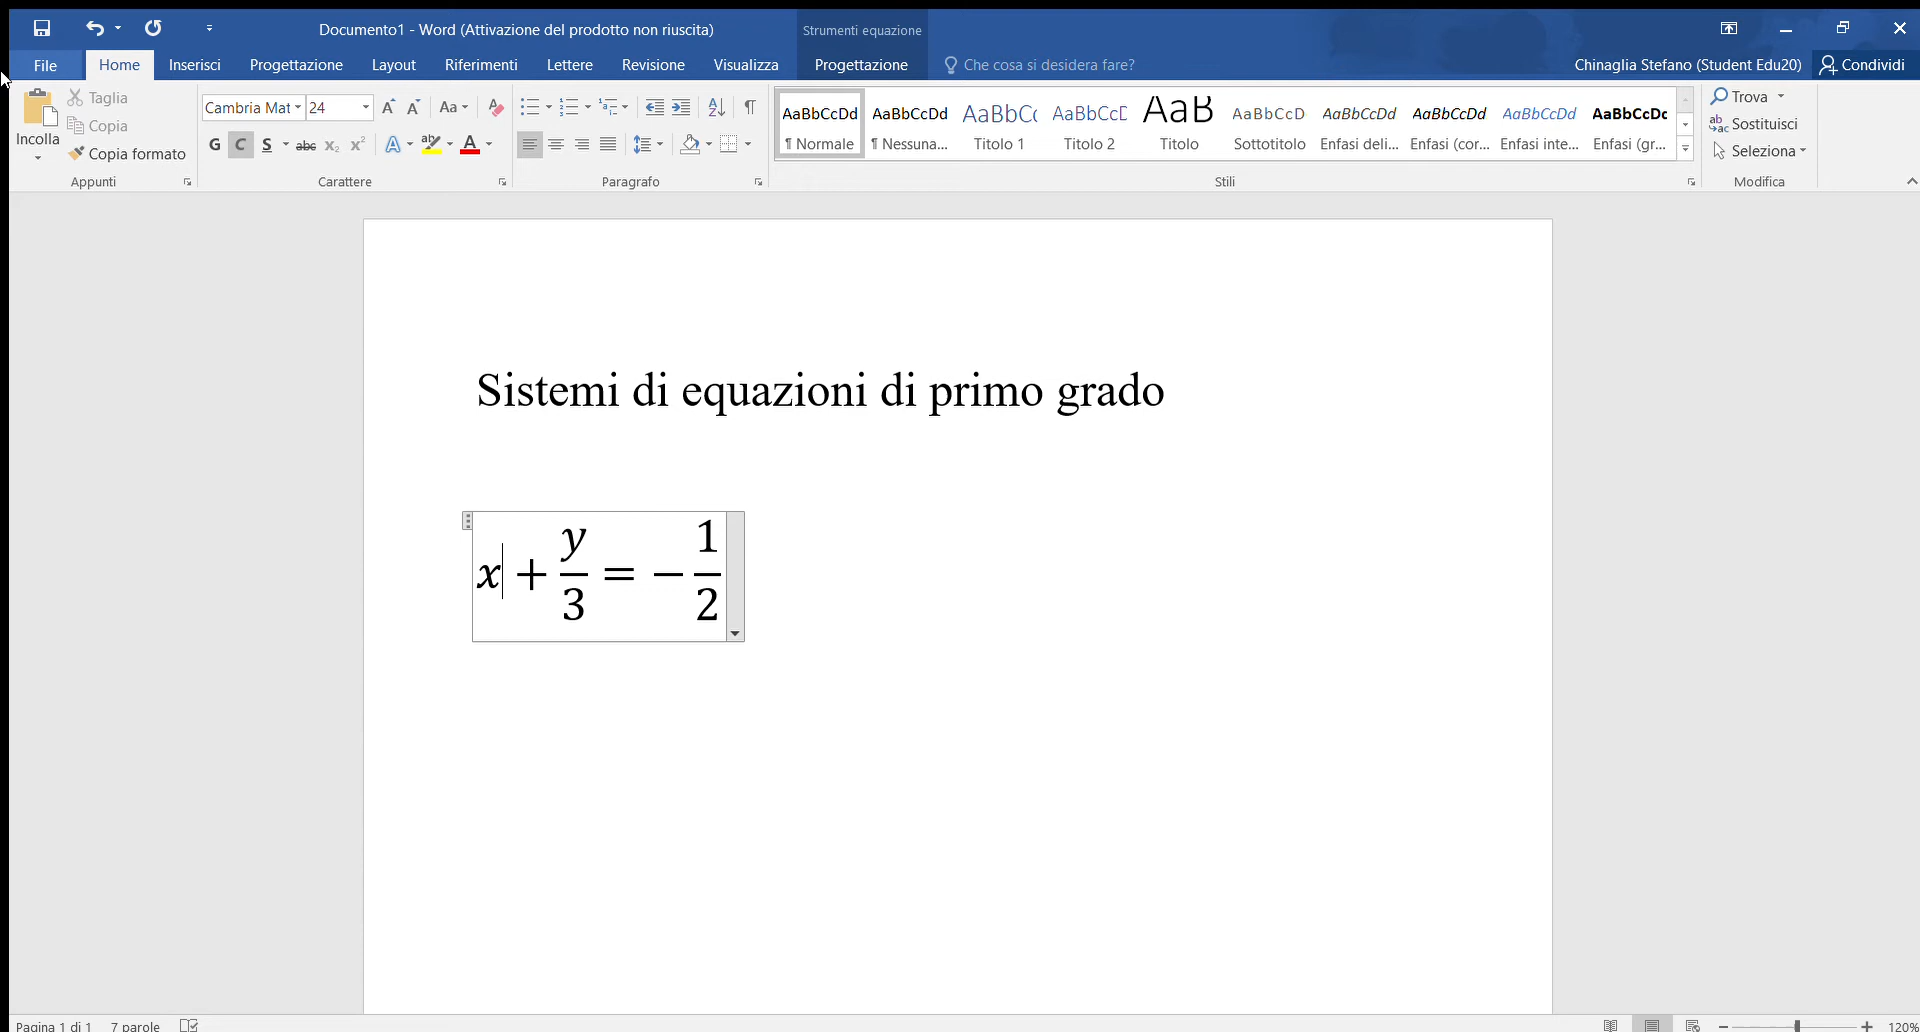 Documento1 - Word (Attivazione del prodotto non riuscita)
Strumenti equazione
File Home Inserisci Progettazione Layout Riferimenti Lettere Revisione Visualizza Progettazione Che cosa si desidera fare? Chinaglia Stefano (Student Edu20) Condividi
Incolla
Taglia
Copia
Copia formato
Appunti
Cambria Mat 24 Aa
G C S abc x₂ x² A ab A
Carattere
Paragrafo
AaBbCcDd AaBbCcDd AaBbC AaBbCcD AaB AaBbCcD AaBbCcDd AaBbCcDd AaBbCcDd AaBbCcDc
¶ Normale ¶ Nessuna... Titolo 1 Titolo 2 Titolo Sottotitolo Enfasi deli... Enfasi (cor... Enfasi inte... Enfasi (gr...
Stili
Trova
Sostituisci
Seleziona
Modifica
Sistemi di equazioni di primo grado
x + y/3 = − 1/2
Pagina 1 di 1 7 parole 120%